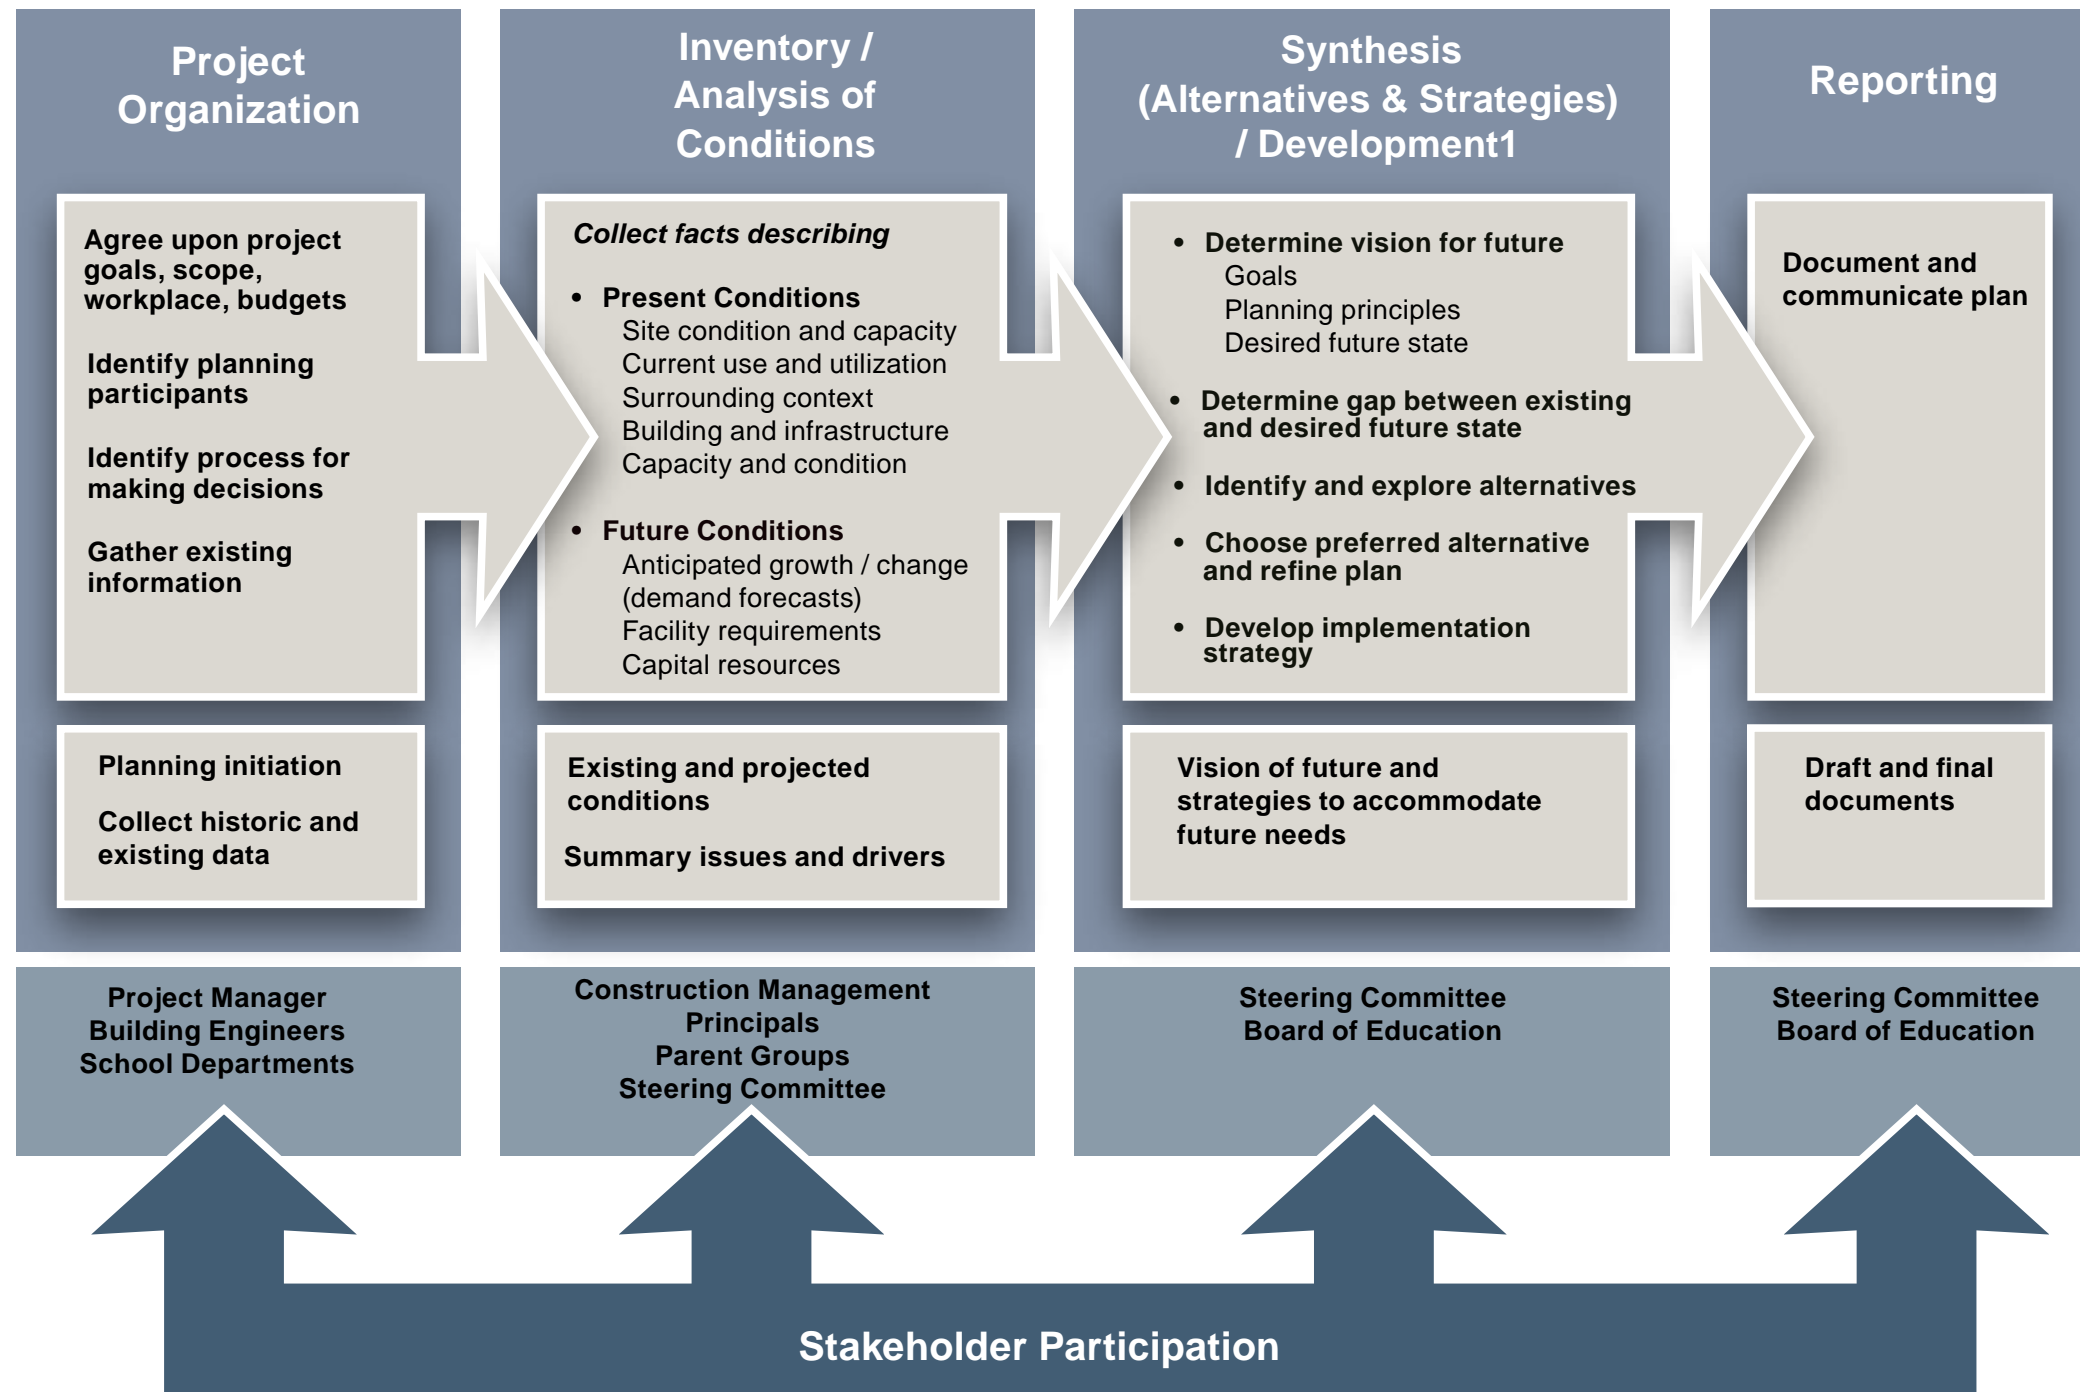 Project
Organization
Agree upon project
goals, scope,
workplace, budgets
Identify planning
participants
Identify process for
making decisions
Gather existing
information
Planning initiation
Collect historic and
existing data
Project Manager
Building Engineers
School Departments
Inventory /
Analysis of
Conditions
Collect facts describing
• Present Conditions
Site condition and capacity
Current use and utilization
Surrounding context
Building and infrastructure
Capacity and condition
• Future Conditions
Anticipated growth / change
(demand forecasts)
Facility requirements
Capital resources
Existing and projected
conditions
Summary issues and drivers
Construction Management
Principals
Parent Groups
Steering Committee
Synthesis
(Alternatives & Strategies)
/ Development1
• Determine vision for future
Goals
Planning principles
Desired future state
• Determine gap between existing
and desired future state
• Identify and explore alternatives
• Choose preferred alternative
and refine plan
• Develop implementation
strategy
Vision of future and
strategies to accommodate
future needs
Steering Committee
Board of Education
Reporting
Document and
communicate plan
Draft and final
documents
Steering Committee
Board of Education
Stakeholder Participation